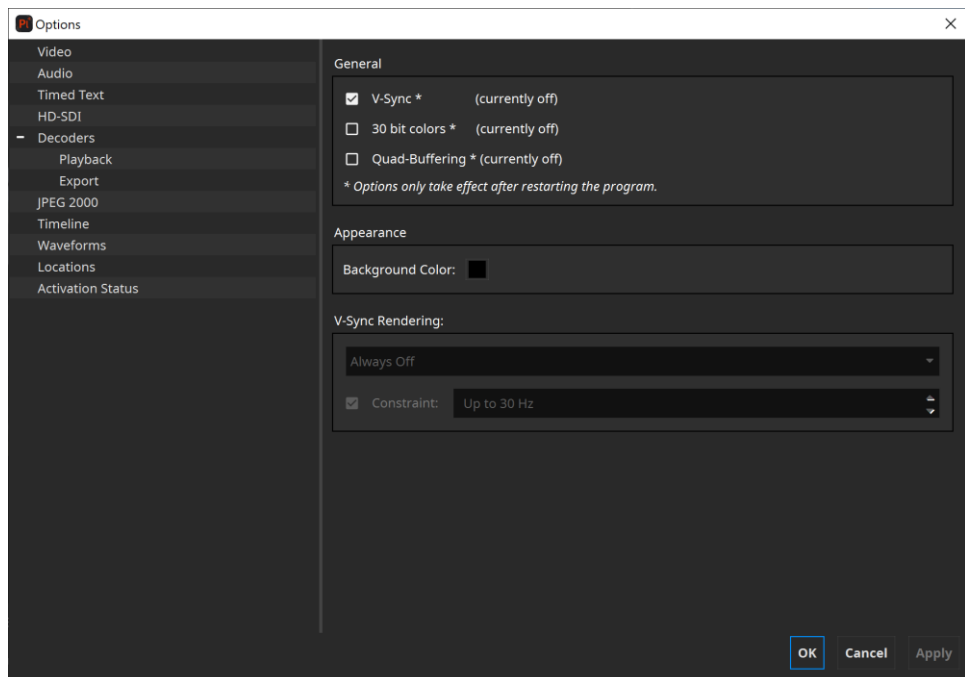 Pi Options
Video
Audio
Timed Text
HD-SDI
Decoders
Playback
Export
JPEG 2000
Timeline
Waveforms
Locations
Activation Status
General
V-Sync * (currently off)
30 bit colors * (currently off)
Quad-Buffering * (currently off)
* Options only take effect after restarting the program.
Appearance
Background Color:
V-Sync Rendering:
Always Off
Constraint: Up to 30 Hz
OK Cancel Apply